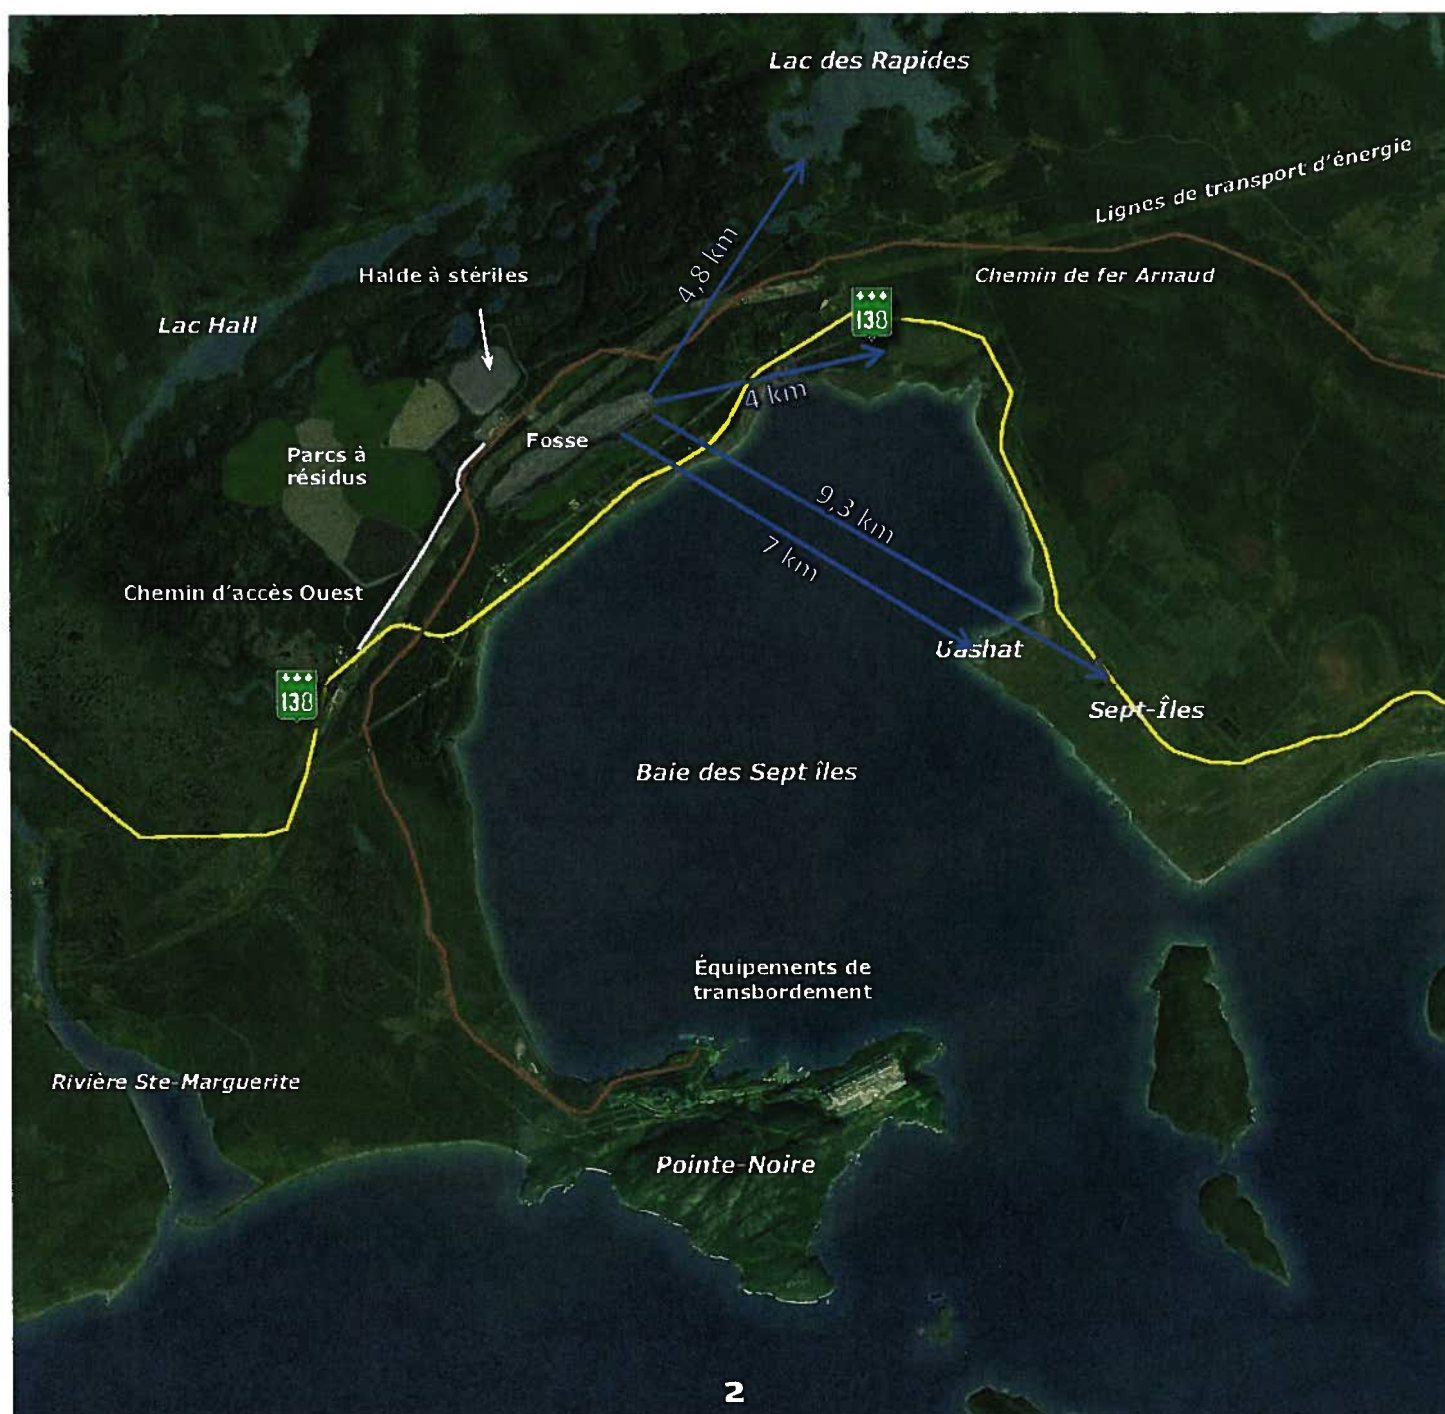 Lac des Rapides
Lignes de transport d'énergie
4,8 km
Halde à stériles
Chemin de fer Arnaud
Lac Hall
138
4 km
Fosse
Parcs à
résidus
9,3 km
7 km
Chemin d'accès Ouest
Uashat
138
Sept-Îles
Baie des Sept îles
Équipements de
transbordement
Rivière Ste-Marguerite
Pointe-Noire
2